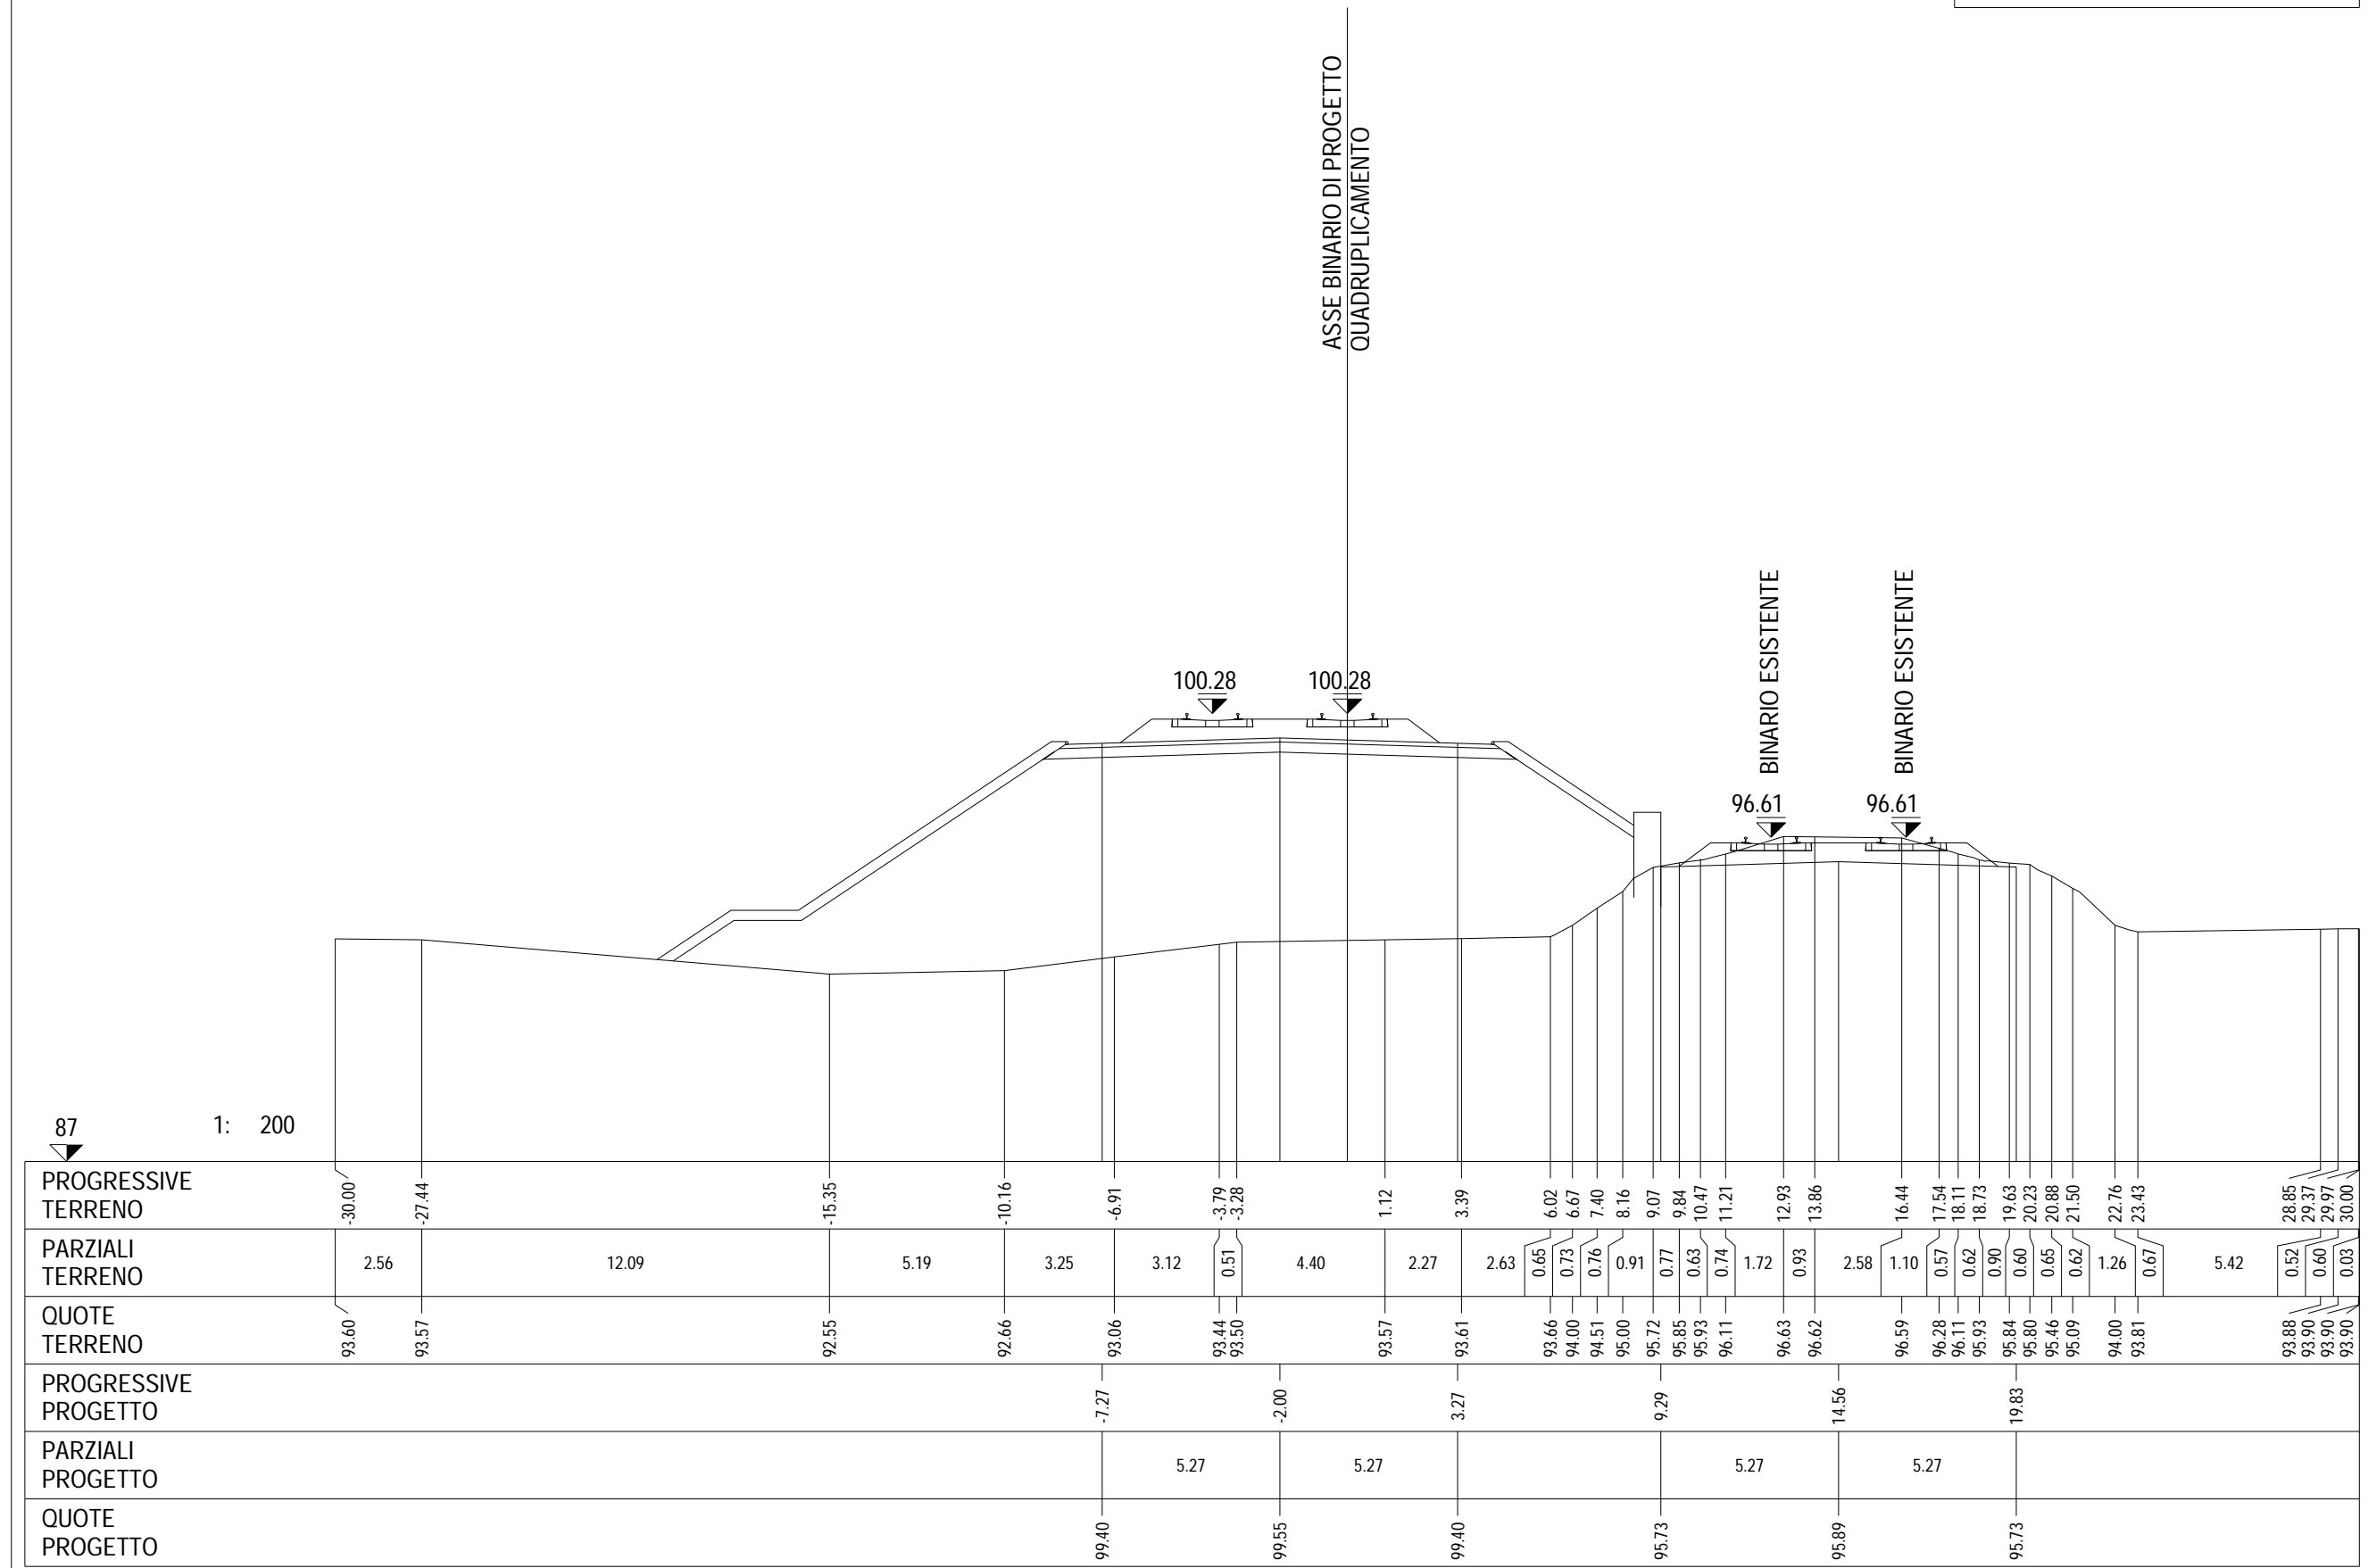 ASSE BINARIO DI PROGETTO
QUADRUPLICAMENTO
BINARIO ESISTENTE
BINARIO ESISTENTE
100.28
100.28
96.61
96.61
87
1: 200
PROGRESSIVE
TERRENO
-30.00 -27.44 -15.35 -10.16 -6.91 -3.79 -3.28 1.12 3.39 6.02 6.67 7.40 8.16 9.07 9.84 10.47 11.21 12.93 13.86 16.44 17.54 18.11 18.73 19.63 20.23 20.88 21.50 22.76 23.43 28.85 29.37 29.97 30.00
PARZIALI
TERRENO
2.56 12.09 5.19 3.25 3.12 0.51 4.40 2.27 2.63 0.65 0.73 0.76 0.91 0.77 0.63 0.74 1.72 0.93 2.58 1.10 0.57 0.62 0.90 0.60 0.65 0.62 1.26 0.67 5.42 0.52 0.60 0.03
QUOTE
TERRENO
93.60 93.57 92.55 92.66 93.06 93.44 93.50 93.57 93.61 93.66 94.00 94.51 95.00 95.72 95.85 95.93 96.11 96.63 96.62 96.59 96.28 96.11 95.93 95.84 95.80 95.46 95.09 94.00 93.81 93.88 93.90 93.90 93.90
PROGRESSIVE
PROGETTO
-7.27 -2.00 3.27 9.29 14.56 19.83
PARZIALI
PROGETTO
5.27 5.27 5.27 5.27
QUOTE
PROGETTO
99.40 99.55 99.40 95.73 95.89 95.73